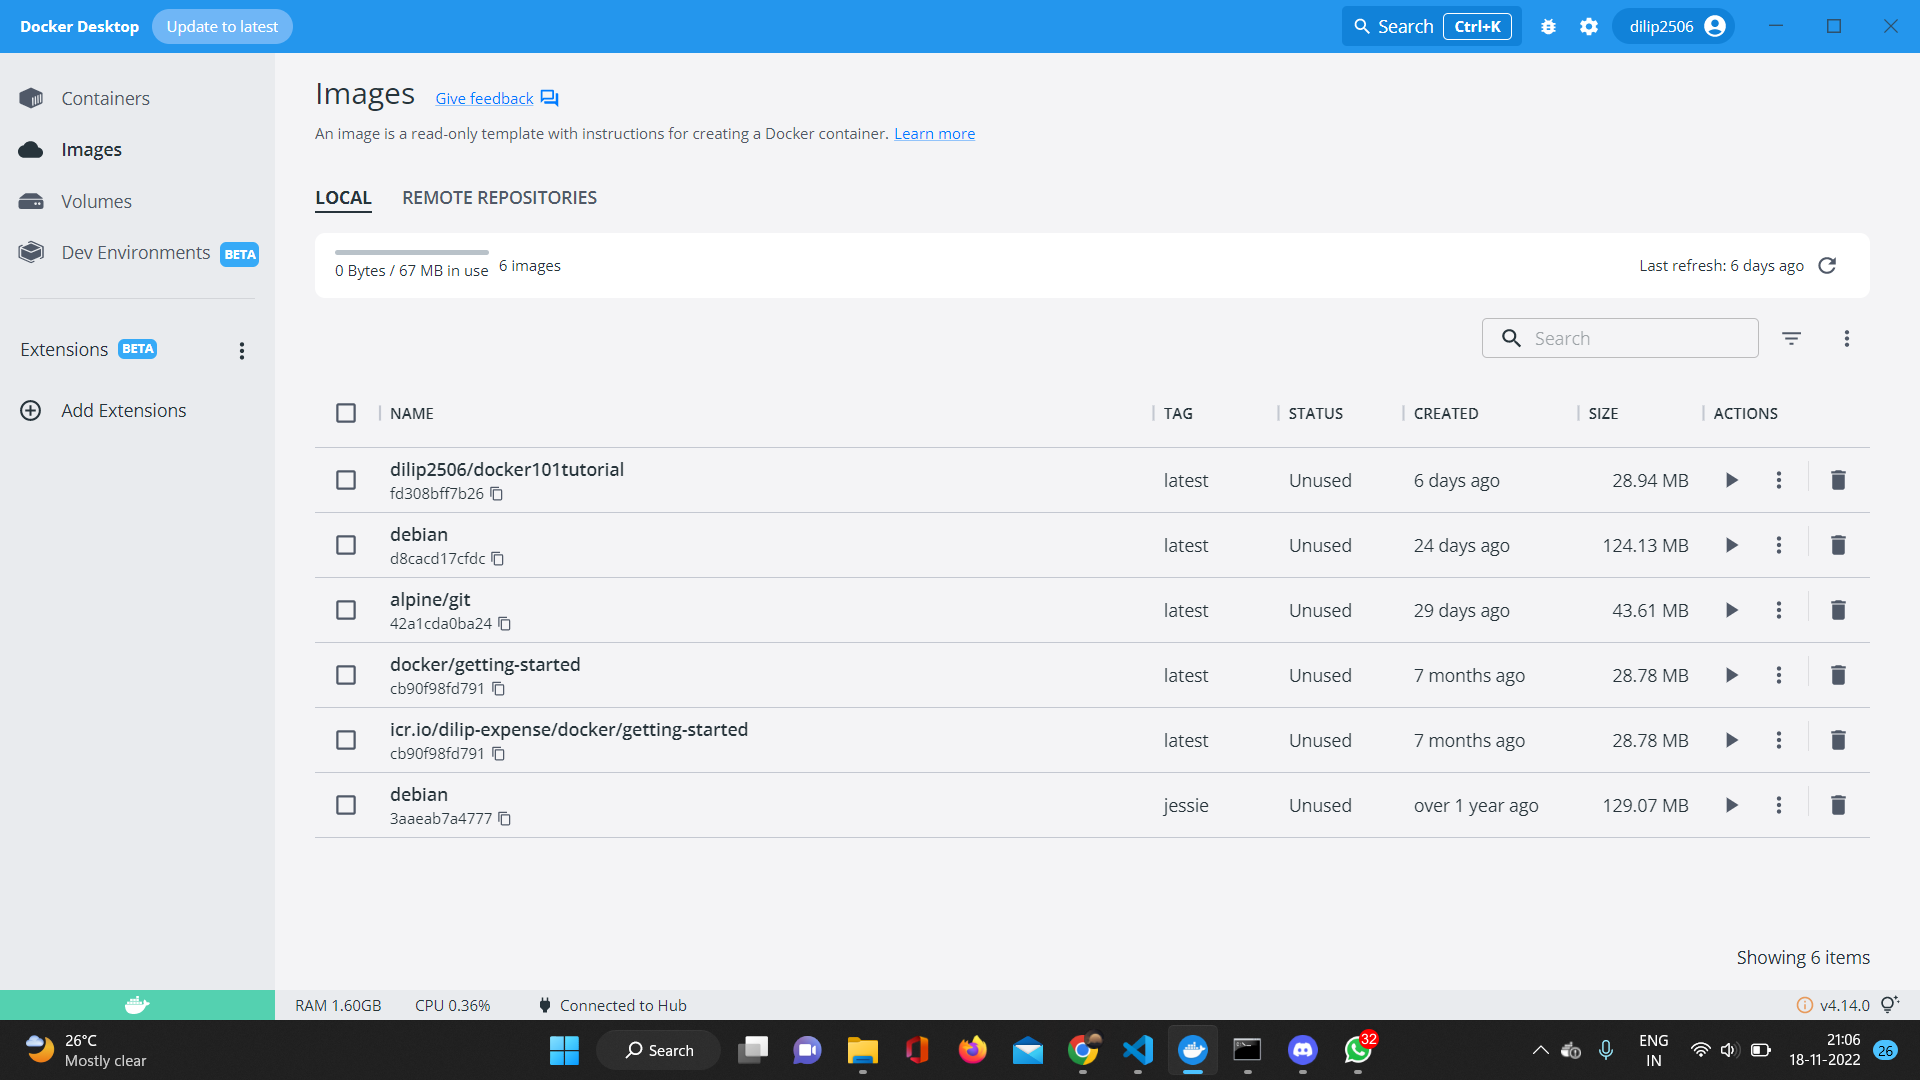 Docker Desktop Update to latest Search Ctrl+K dilip2506
Containers
Images
Volumes
Dev Environments BETA
Extensions BETA
Add Extensions
Images Give feedback
An image is a read-only template with instructions for creating a Docker container. Learn more
LOCAL REMOTE REPOSITORIES
0 Bytes / 67 MB in use 6 images Last refresh: 6 days ago
Search
NAME TAG STATUS CREATED SIZE ACTIONS
dilip2506/docker101tutorial
fd308bff7b26
latest Unused 6 days ago 28.94 MB
debian
d8cacd17cfdc
latest Unused 24 days ago 124.13 MB
alpine/git
42a1cda0ba24
latest Unused 29 days ago 43.61 MB
docker/getting-started
cb90f98fd791
latest Unused 7 months ago 28.78 MB
icr.io/dilip-expense/docker/getting-started
cb90f98fd791
latest Unused 7 months ago 28.78 MB
debian
3aaeab7a4777
jessie Unused over 1 year ago 129.07 MB
Showing 6 items
RAM 1.60GB CPU 0.36% Connected to Hub v4.14.0
26°C
Mostly clear
Search
32
ENG
IN
21:06
18-11-2022
26